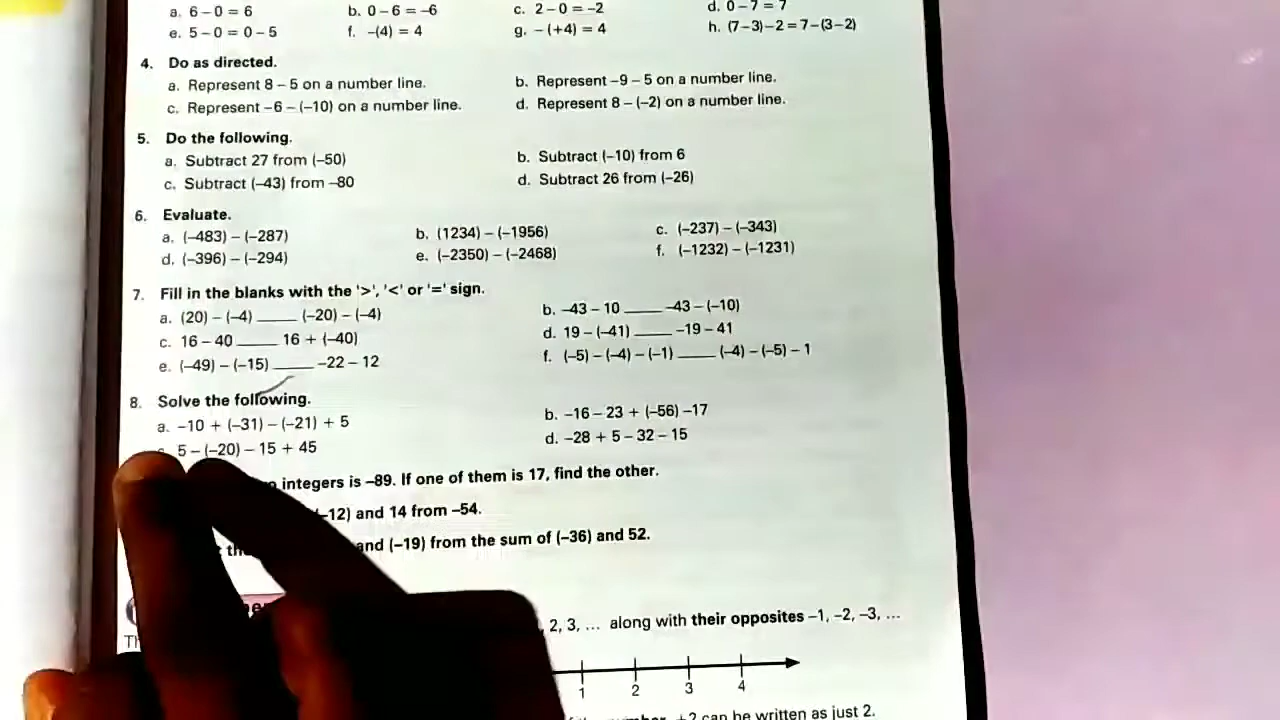 a. 6 – 0 = 6 b. 0 – 6 = –6 c. 2 – 0 = –2 d. 0 – 7 = 7
e. 5 – 0 = 0 – 5 f. –(4) = 4 g. – (+4) = 4 h. (7–3) – 2 = 7 – (3–2)
4. Do as directed.
a. Represent 8 – 5 on a number line. b. Represent –9 – 5 on a number line.
c. Represent –6 – (–10) on a number line. d. Represent 8 – (–2) on a number line.
5. Do the following.
a. Subtract 27 from (–50) b. Subtract (–10) from 6
c. Subtract (–43) from –80 d. Subtract 26 from (–26)
6. Evaluate.
a. (–483) – (–287) b. (1234) – (–1956) c. (–237) – (–343)
d. (–396) – (–294) e. (–2350) – (–2468) f. (–1232) – (–1231)
7. Fill in the blanks with the '>', '<' or '=' sign.
a. (20) – (–4) ____ (–20) – (–4) b. –43 – 10 ____ –43 – (–10)
c. 16 – 40 ____ 16 + (–40) d. 19 – (–41) ____ –19 – 41
e. (–49) – (–15) ____ –22 – 12 f. (–5) – (–4) – (–1) ____ (–4) – (–5) – 1
8. Solve the following.
a. –10 + (–31) – (–21) + 5 b. –16 – 23 + (–56) –17
5 – (–20) – 15 + 45 d. –28 + 5 – 32 – 15
integers is –89. If one of them is 17, find the other.
(–12) and 14 from –54.
and (–19) from the sum of (–36) and 52.
2, 3, ... along with their opposites –1, –2, –3, ...
1 2 3 4
+2 can be written as just 2.